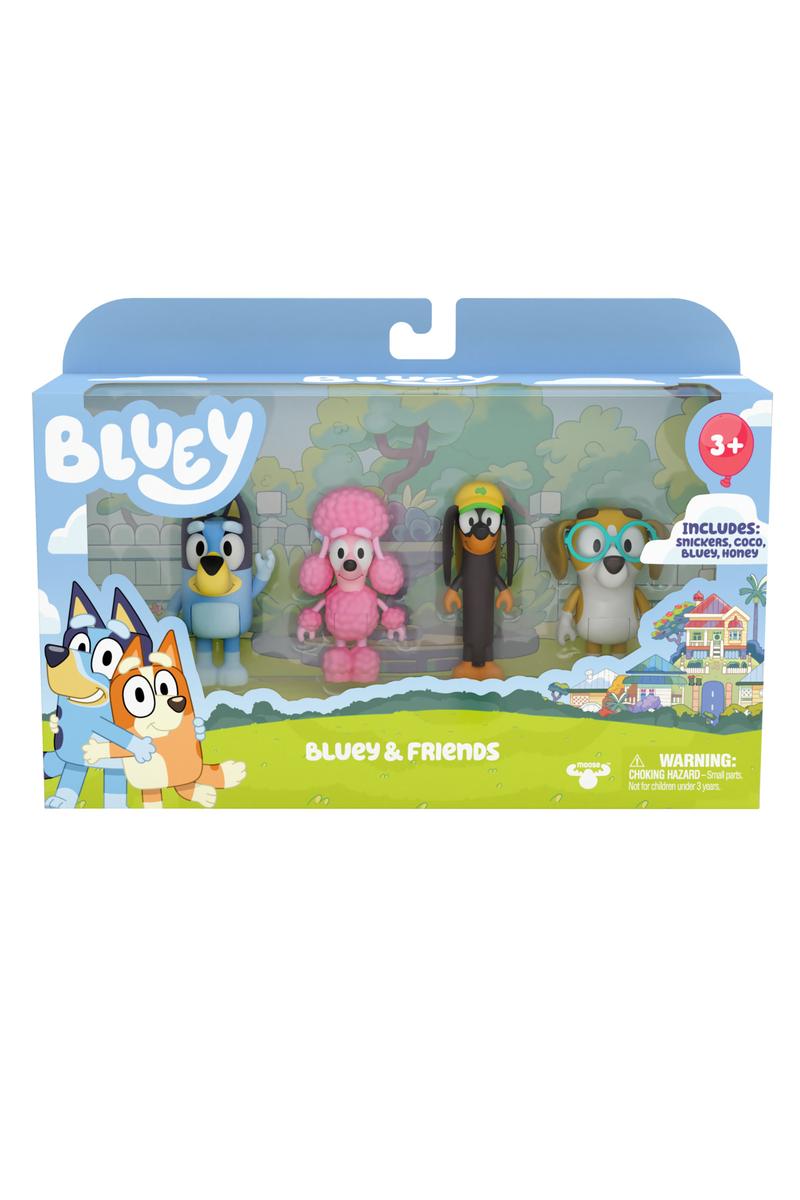 BLUEY
BLUEY
3+
INCLUDES:
SNICKERS, COCO,
BLUEY, HONEY
BLUEY & FRIENDS
moose
WARNING:
CHOKING HAZARD – Small parts.
Not for children under 3 years.